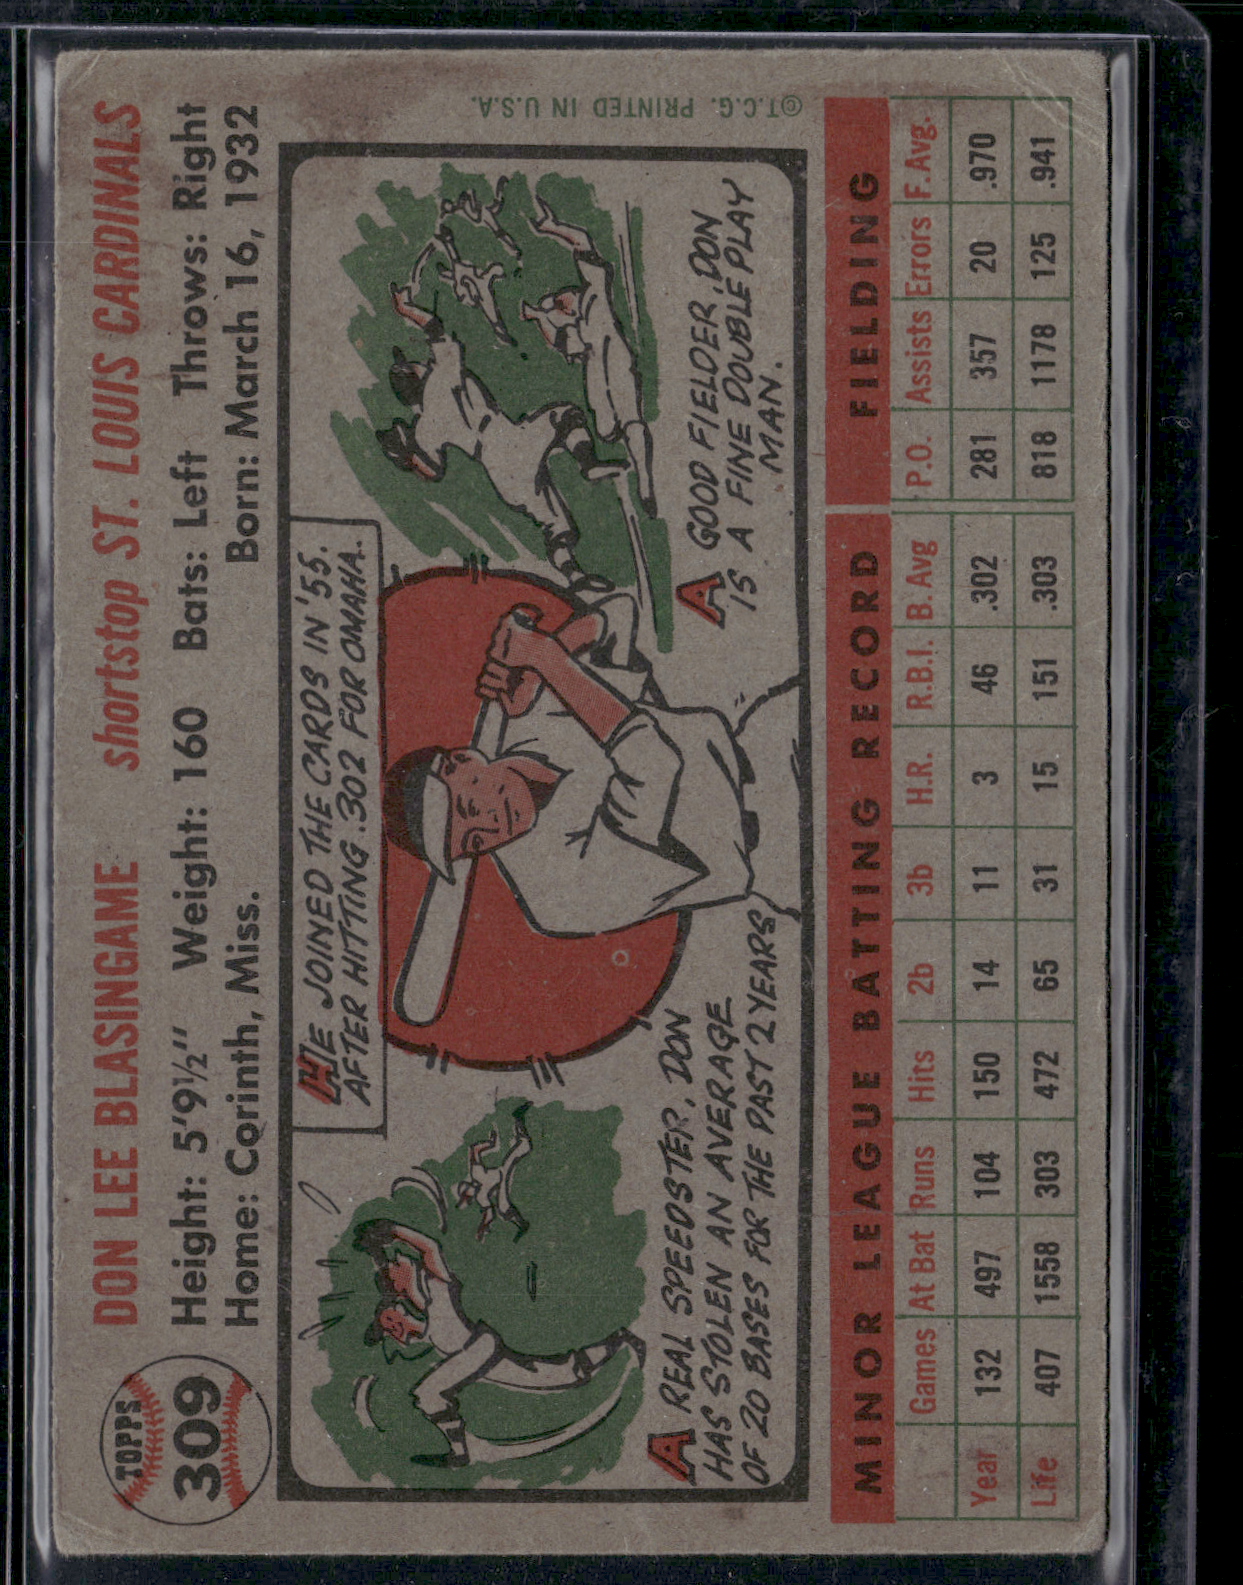 TOPPS
309
DON LEE BLASINGAME shortstop ST. LOUIS CARDINALS
Height: 5'9½" Weight: 160 Bats: Left Throws: Right
Home: Corinth, Miss. Born: March 16, 1932
HE JOINED THE CARDS IN '55.
AFTER HITTING .302 FOR OMAHA.
A REAL SPEEDSTER, DON
HAS STOLEN AN AVERAGE
OF 20 BASES FOR THE PAST 2 YEARS
A GOOD FIELDER, DON
IS A FINE DOUBLE PLAY
MAN.
©T.C.G. PRINTED IN U.S.A.
MINOR LEAGUE BATTING RECORD FIELDING
Games At Bat Runs Hits 2b 3b H.R. R.B.I. B. Avg P.O. Assists Errors F. Avg.
Year 132 497 104 150 14 11 3 46 .302 281 357 20 .970
Life 407 1558 303 472 65 31 15 151 .303 818 1178 125 .941